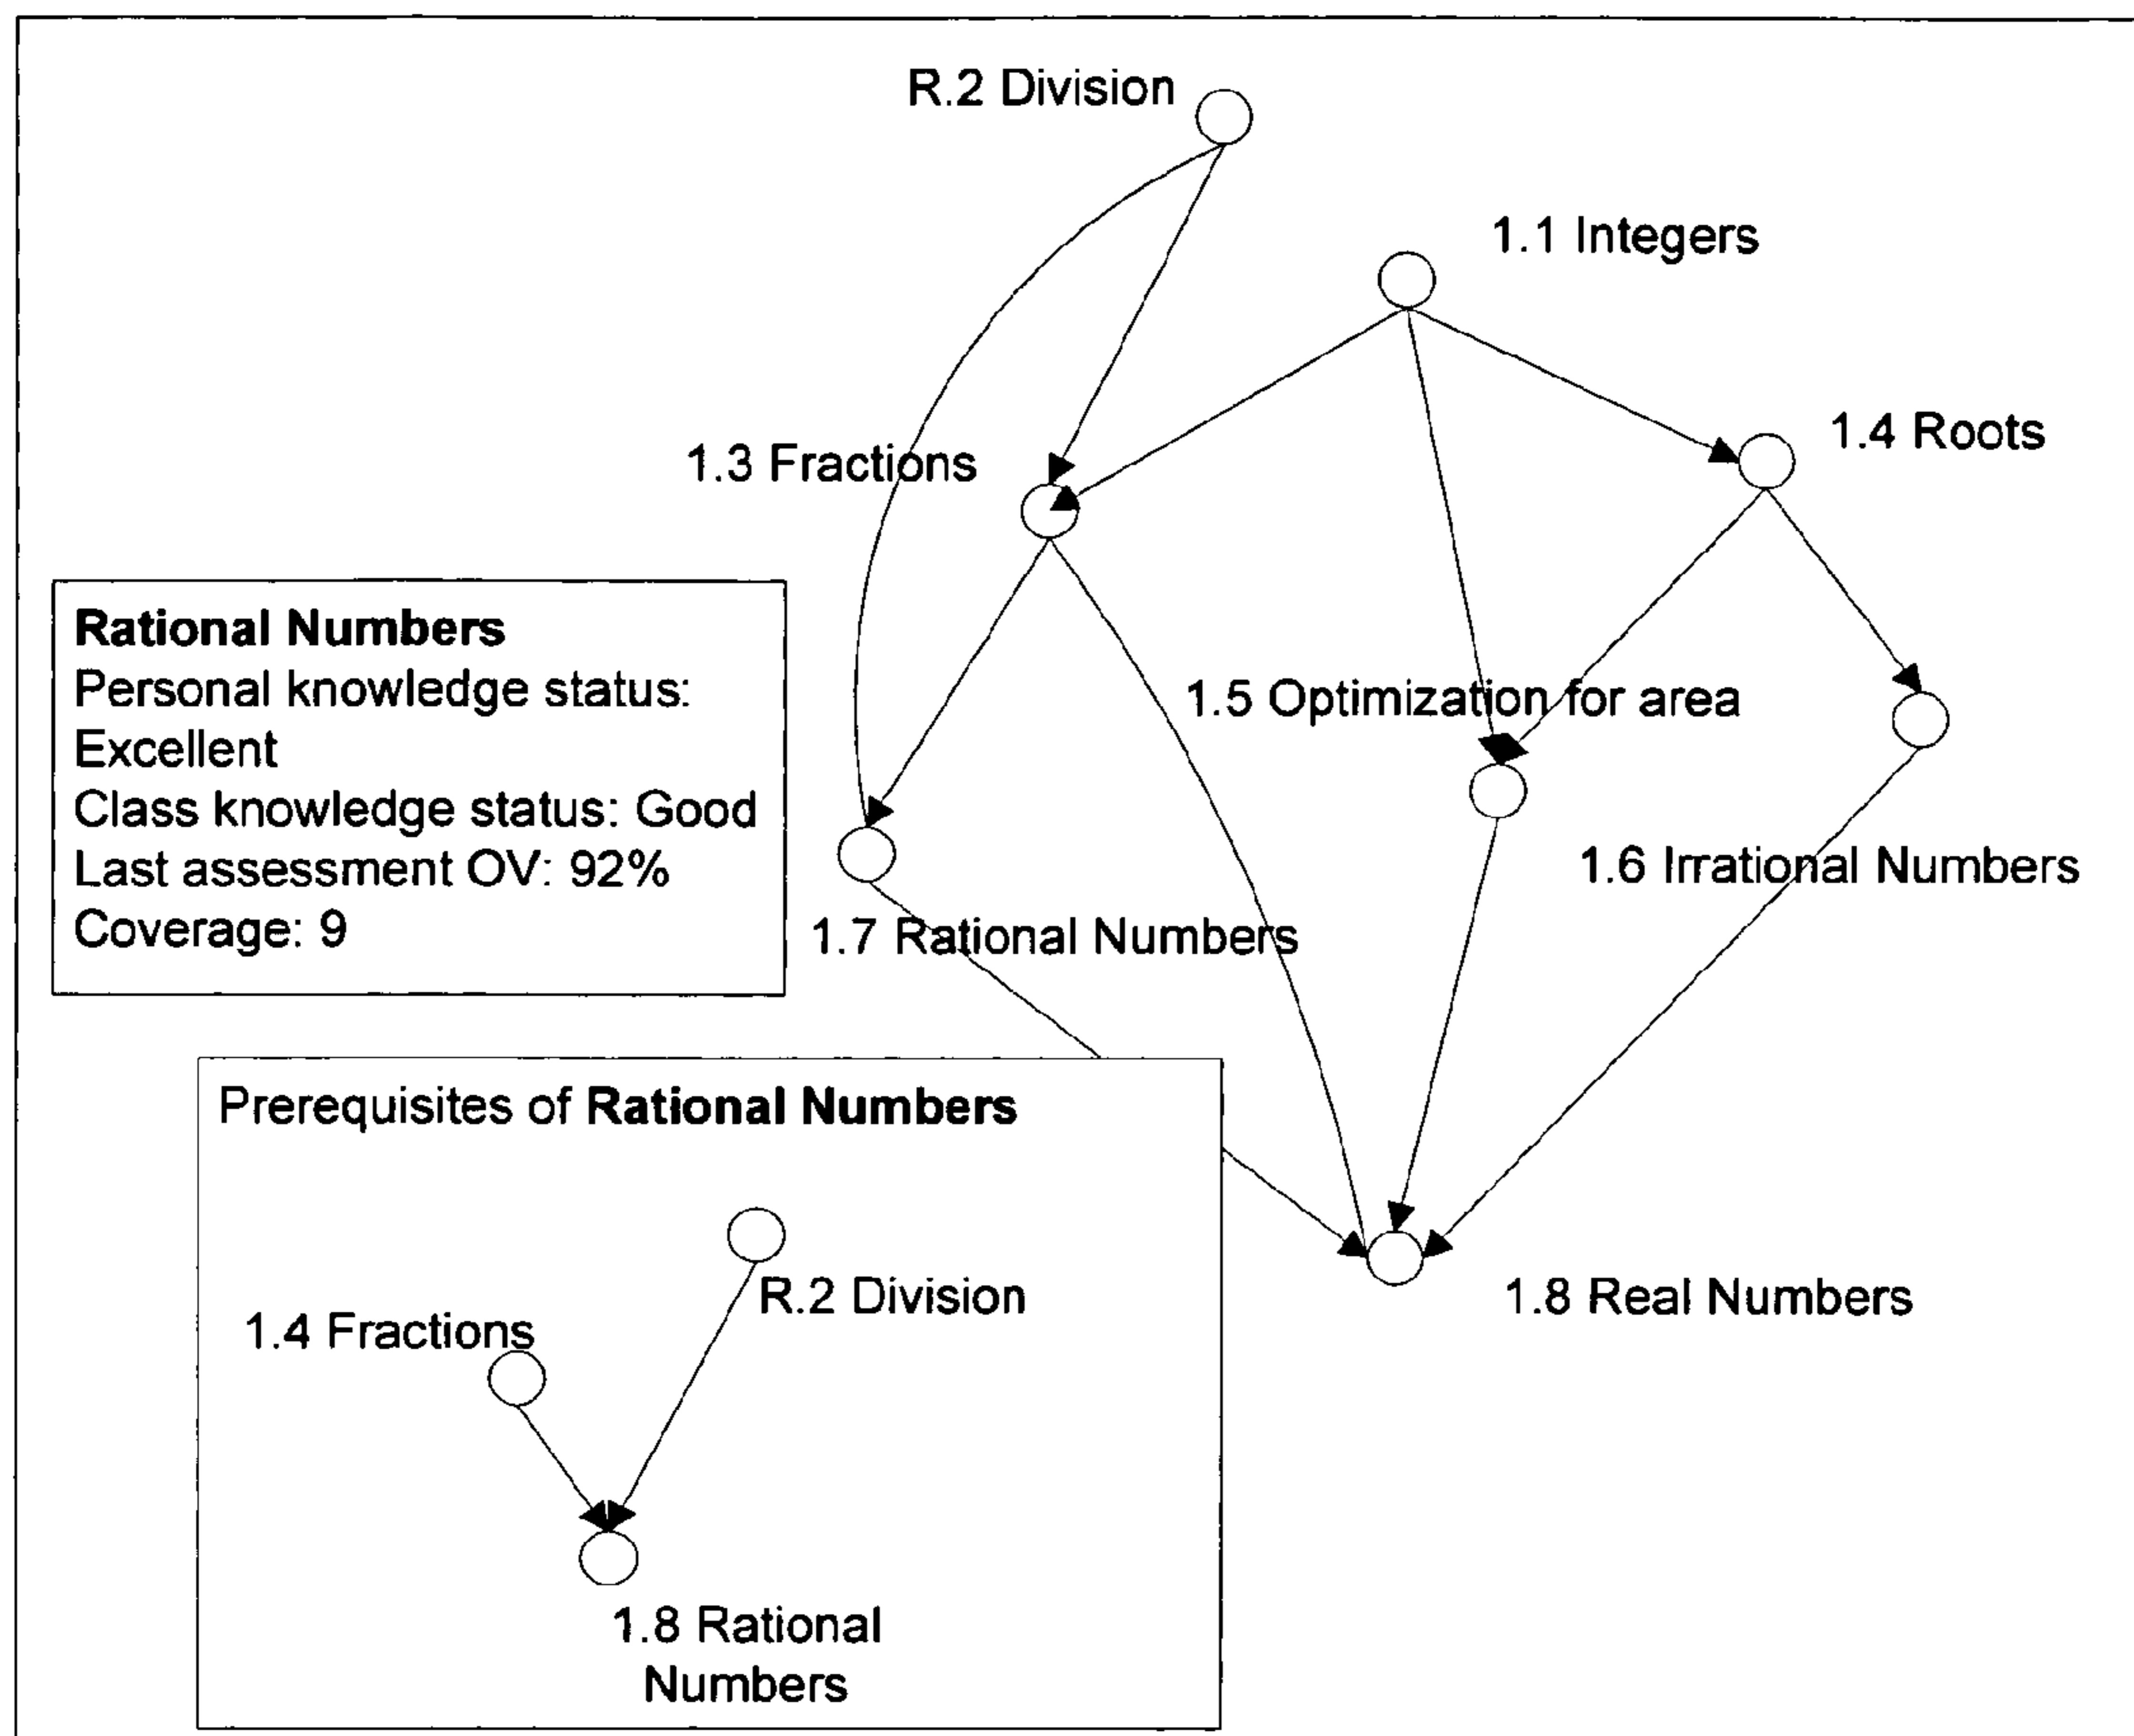 R.2 Division
1.1 Integers
1.4 Roots
1.3 Fractions
Rational Numbers
Personal knowledge status:
Excellent
Class knowledge status: Good
Last assessment OV: 92%
Coverage: 9
1.5 Optimization for area
1.6 Irrational Numbers
1.7 Rational Numbers
Prerequisites of Rational Numbers
R.2 Division
1.4 Fractions
1.8 Rational
Numbers
1.8 Real Numbers